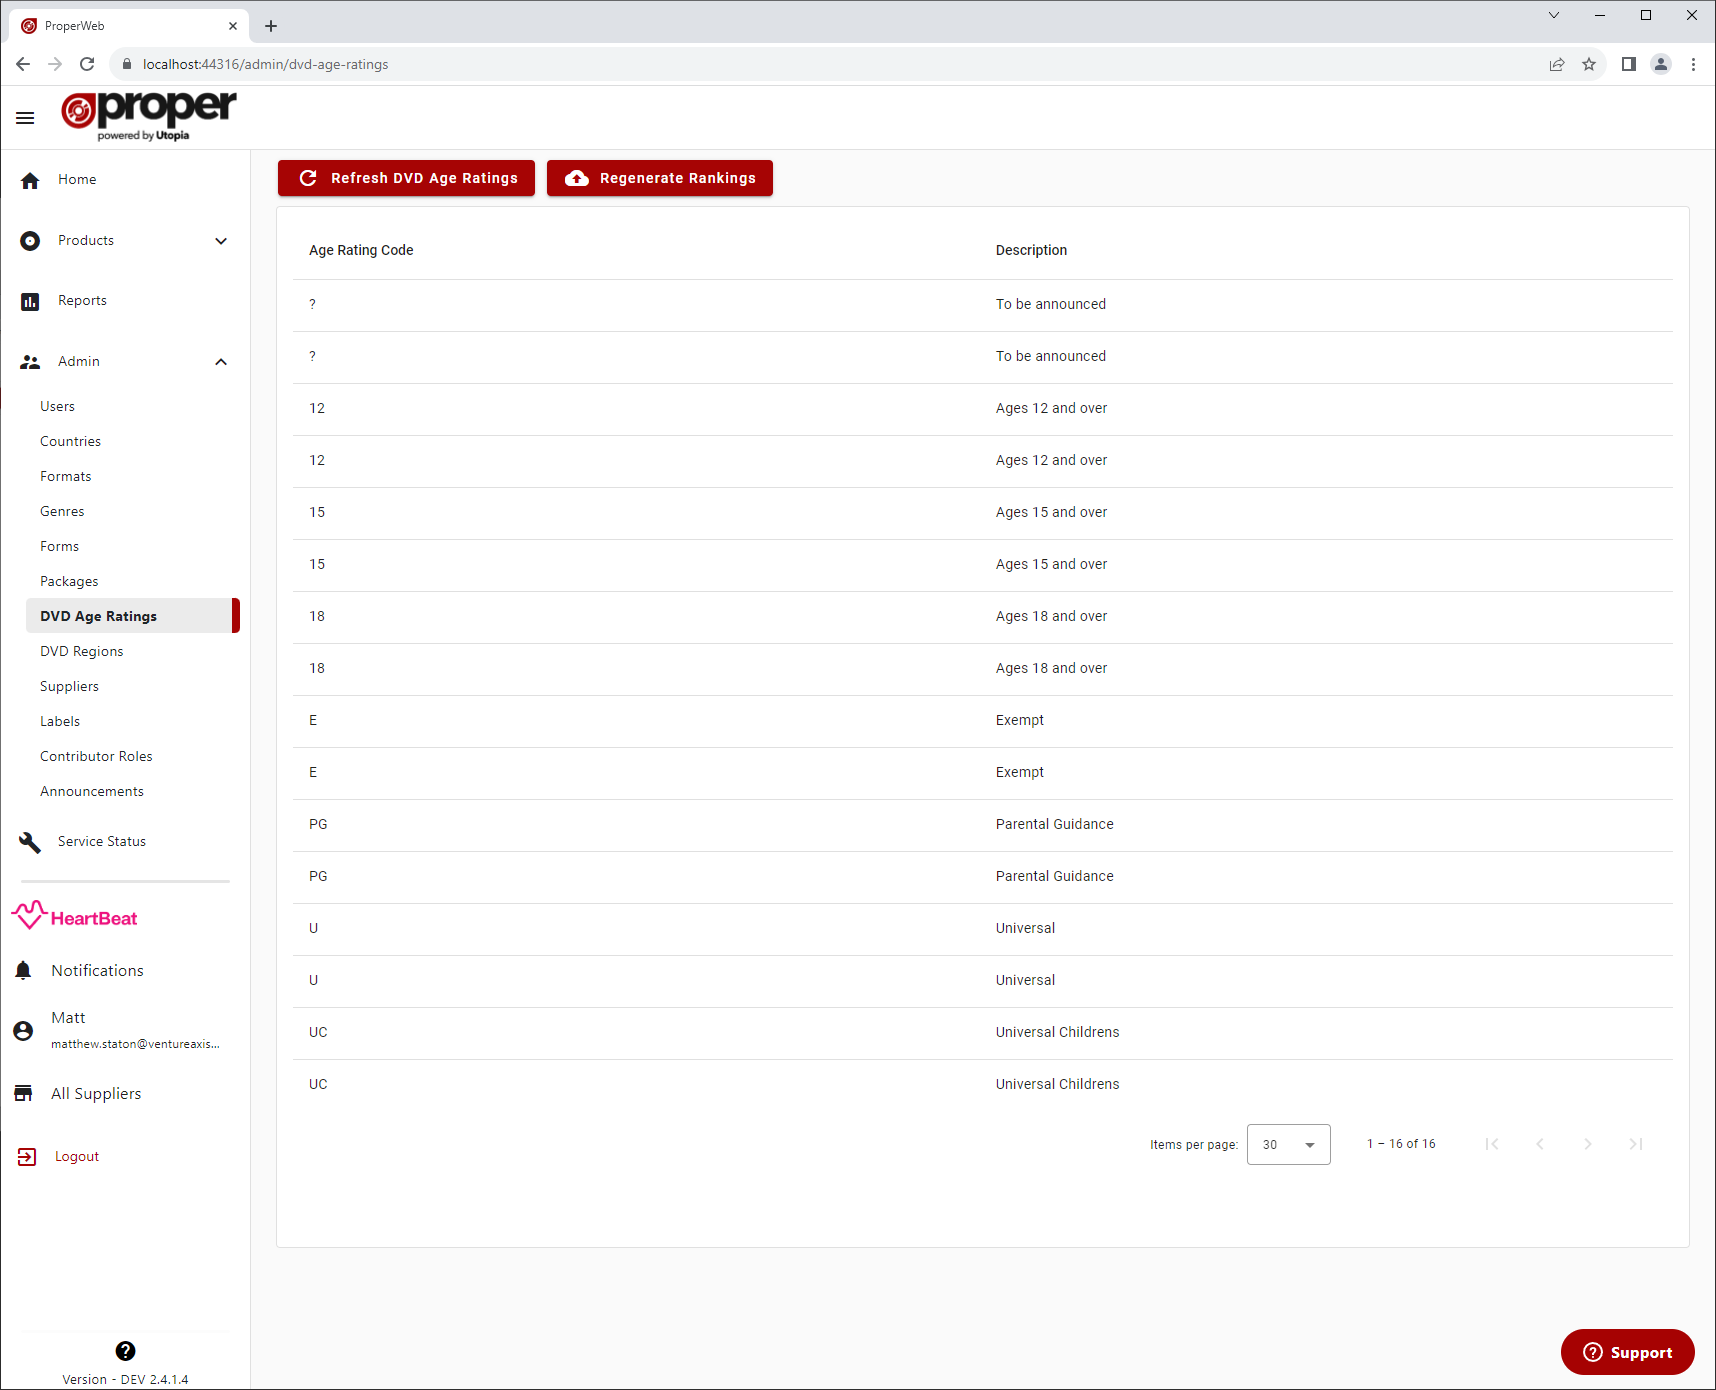 ProperWeb
localhost:44316/admin/dvd-age-ratings
proper
powered by Utopia
Home
Products
Reports
Admin
Users
Countries
Formats
Genres
Forms
Packages
DVD Age Ratings
DVD Regions
Suppliers
Labels
Contributor Roles
Announcements
Service Status
HeartBeat
Notifications
Matt
matthew.staton@ventureaxis...
All Suppliers
Logout
Version - DEV 2.4.1.4
Refresh DVD Age Ratings Regenerate Rankings
Age Rating Code Description
? To be announced
? To be announced
12 Ages 12 and over
12 Ages 12 and over
15 Ages 15 and over
15 Ages 15 and over
18 Ages 18 and over
18 Ages 18 and over
E Exempt
E Exempt
PG Parental Guidance
PG Parental Guidance
U Universal
U Universal
UC Universal Childrens
UC Universal Childrens
Items per page: 30 1 – 16 of 16
Support